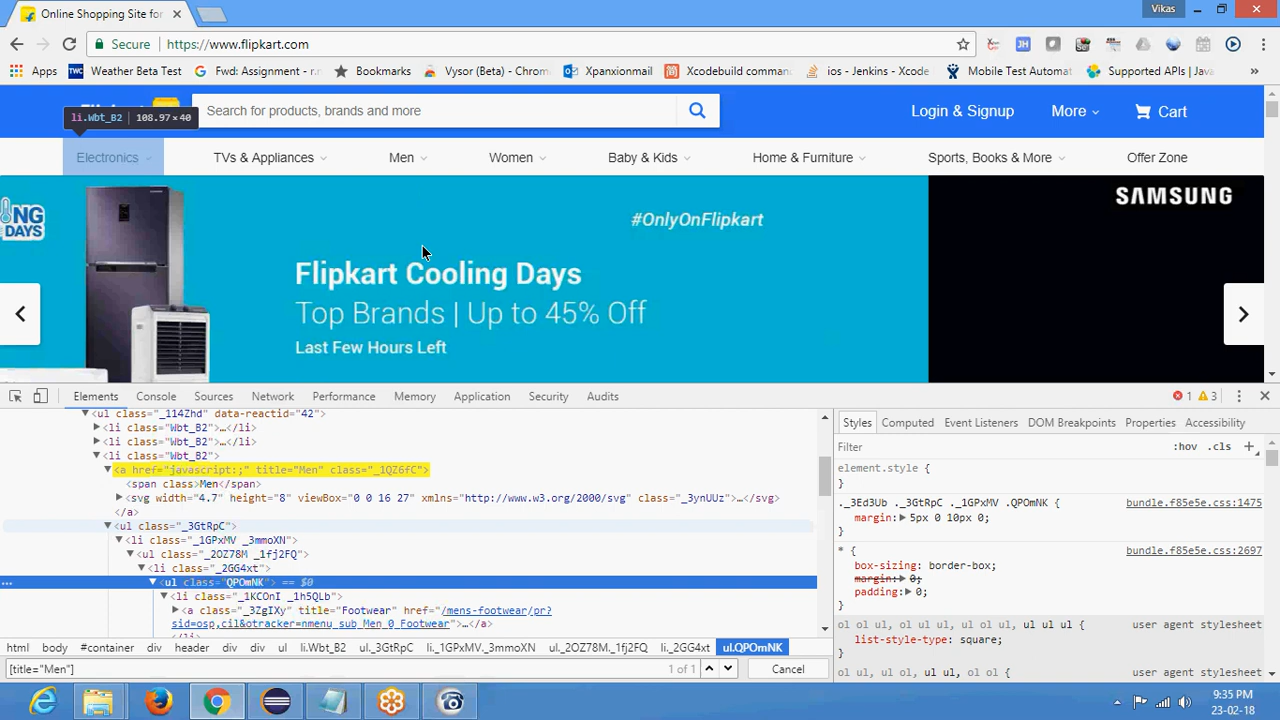 Online Shopping Site for
Vikas
Secure
https://www.flipkart.com
Apps
Weather Beta Test
Fwd: Assignment - r.m
Bookmarks
Vysor (Beta) - Chrom
Xpanxionmail
Xcodebuild comman
ios - Jenkins - Xcode
Mobile Test Automat
Supported APIs | Java
»
li.Wbt_B2 | 108.97×40
Search for products, brands and more
Login & Signup
More
Cart
Electronics
TVs & Appliances
Men
Women
Baby & Kids
Home & Furniture
Sports, Books & More
Offer Zone
NG
DAYS
#OnlyOnFlipkart
SAMSUNG
Flipkart Cooling Days
Top Brands | Up to 45% Off
Last Few Hours Left
Elements
Console
Sources
Network
Performance
Memory
Application
Security
Audits
1
3
<ul class="_114Zhd" data-reactid="42">
<li class="Wbt_B2">…</li>
<li class="Wbt_B2">…</li>
<li class="Wbt_B2">
<a href="javascript:;" title="Men" class="_1QZ6fC">
<span class>Men</span>
<svg width="4.7" height="8" viewBox="0 0 16 27" xmlns="http://www.w3.org/2000/svg" class="_3ynUUz">…</svg>
</a>
<ul class="_3GtRpC">
<li class="_1GPxMV _3mmoXN">
<ul class="_2OZ78M _1fj2FQ">
<li class="_2GG4xt">
… <ul class="QPOmNK"> == $0
<li class="_1KCOnI _1h5QLb">
<a class="_3ZgIXy" title="Footwear" href="/mens-footwear/pr?
sid=osp,cil&otracker=nmenu_sub_Men_0_Footwear">…</a>
</li>
html
body
#container
div
header
div
div
ul
li.Wbt_B2
ul._3GtRpC
li._1GPxMV._3mmoXN
ul._2OZ78M._1fj2FQ
li._2GG4xt
ul.QPOmNK
[title="Men"]
1 of 1
Cancel
Styles
Computed
Event Listeners
DOM Breakpoints
Properties
Accessibility
Filter
:hov
.cls
+
element.style {
}
._3Ed3Ub ._3GtRpC ._1GPxMV .QPOmNK {
bundle.f85e5e.css:1475
margin: 5px 0 10px 0;
}
* {
bundle.f85e5e.css:2697
box-sizing: border-box;
margin: 0;
padding: 0;
}
ol ol ul, ol ul ul, ul ol ul, ul ul ul {
user agent stylesheet
list-style-type: square;
}
ol ol, ol ul, ul ol, ul ul {
user agent stylesheet
9:35 PM
23-02-18